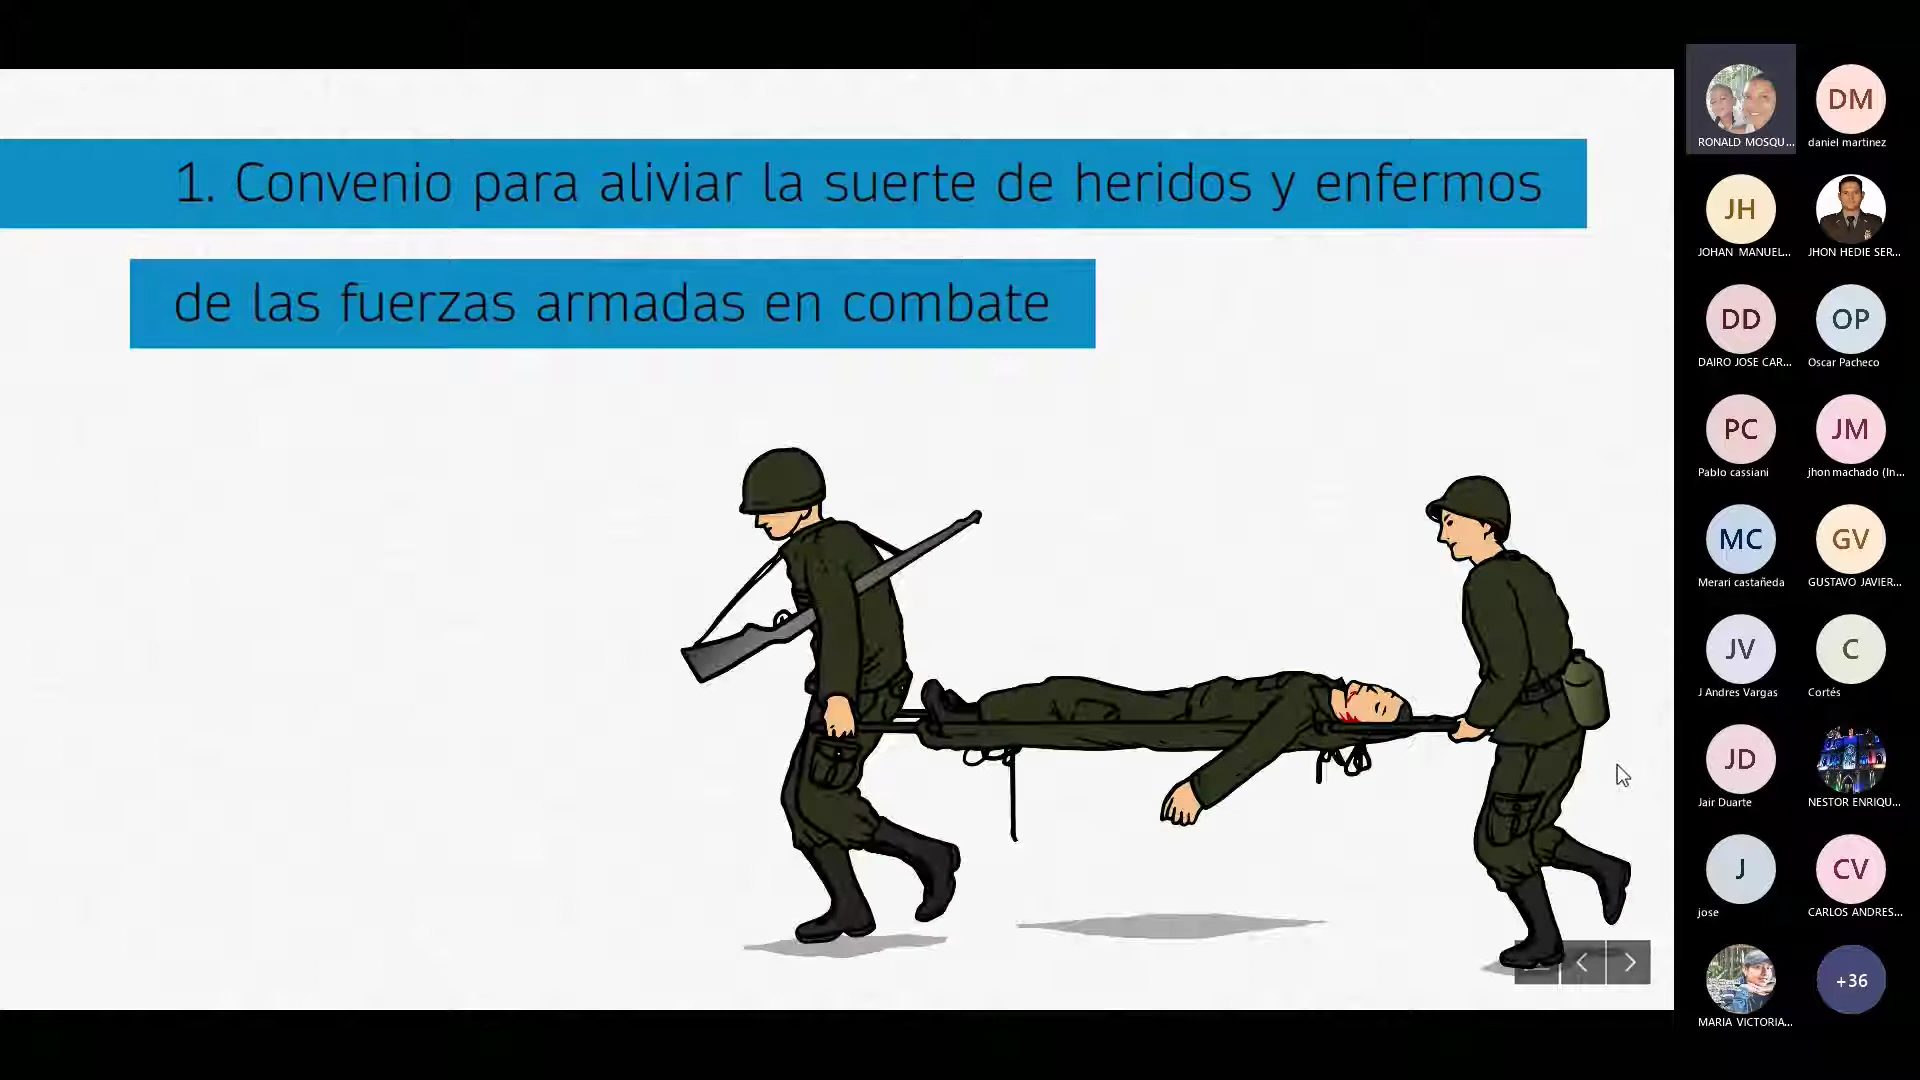 1. Convenio para aliviar la suerte de heridos y enfermos
de las fuerzas armadas en combate
RONALD MOSQU...
DM
daniel martinez
JH
JOHAN MANUEL...
JHON HEDIE SER...
DD
DAIRO JOSE CAR...
OP
Oscar Pacheco
PC
Pablo cassiani
JM
jhon machado (In...
MC
Merari castañeda
GV
GUSTAVO JAVIER...
JV
J Andres Vargas
C
Cortés
JD
Jair Duarte
NESTOR ENRIQU...
J
jose
CV
CARLOS ANDRES...
MARIA VICTORIA...
+36